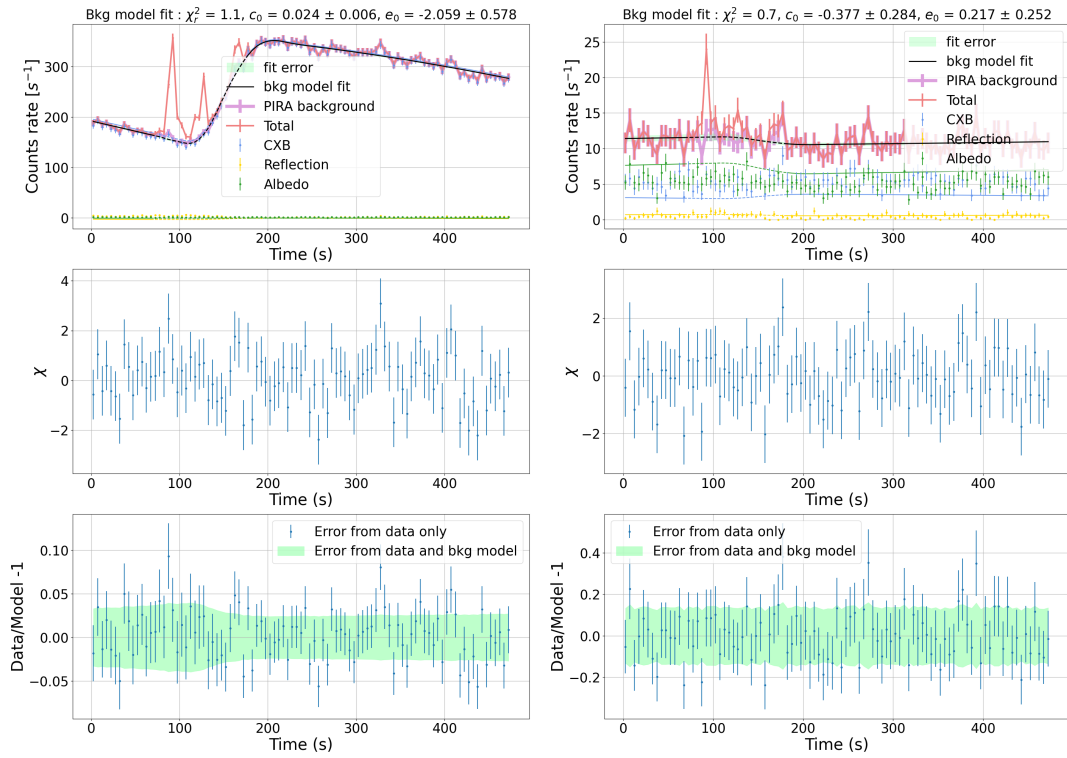 Bkg model fit : χ²ᵣ = 1.1, c₀ = 0.024 ± 0.006, e₀ = -2.059 ± 0.578
Counts rate [s⁻¹]
300
200
100
0
fit error
bkg model fit
PIRA background
Total
CXB
Reflection
Albedo
0 100 200 300 400
Time (s)
Bkg model fit : χ²ᵣ = 0.7, c₀ = -0.377 ± 0.284, e₀ = 0.217 ± 0.252
Counts rate [s⁻¹]
25
20
15
10
5
0
fit error
bkg model fit
PIRA background
Total
CXB
Reflection
Albedo
0 100 200 300 400
Time (s)
χ
4
2
0
−2
0 100 200 300 400
Time (s)
χ
2
0
−2
0 100 200 300 400
Time (s)
Data/Model -1
0.10
0.05
0.00
−0.05
Error from data only
Error from data and bkg model
0 100 200 300 400
Time (s)
Data/Model -1
0.4
0.2
0.0
−0.2
Error from data only
Error from data and bkg model
0 100 200 300 400
Time (s)